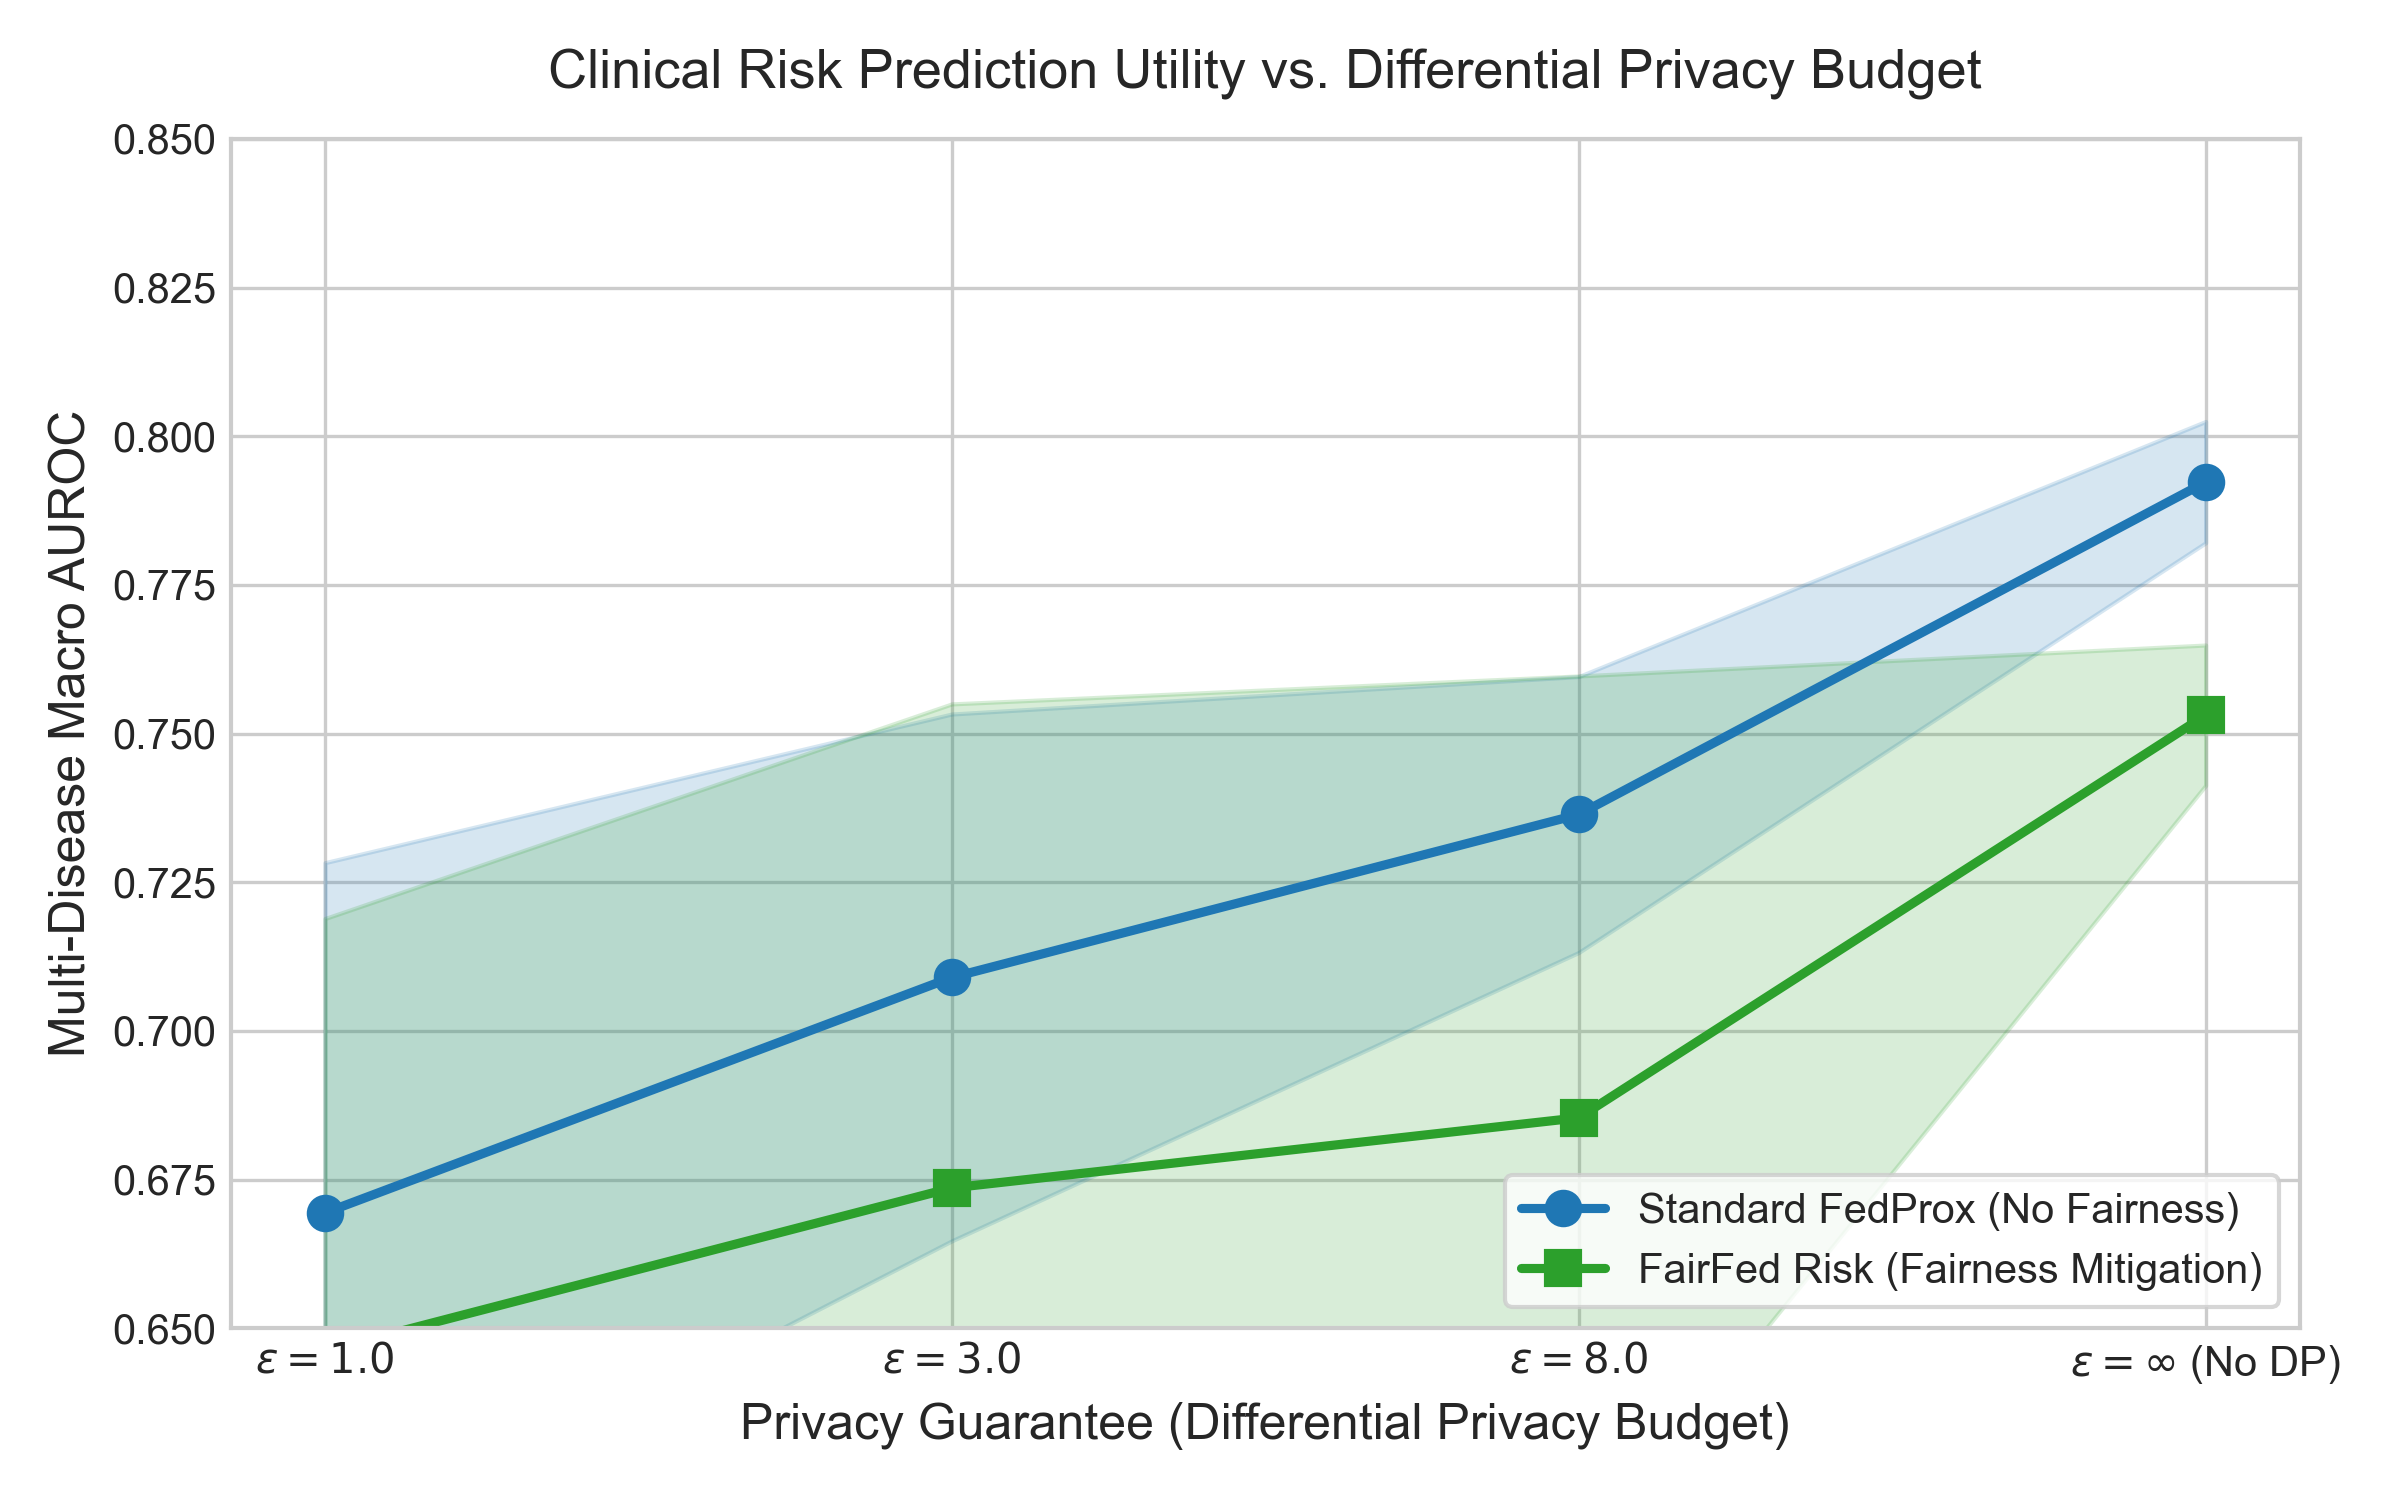 Clinical Risk Prediction Utility vs. Differential Privacy Budget
Multi-Disease Macro AUROC
0.850
0.825
0.800
0.775
0.750
0.725
0.700
0.675
0.650
Standard FedProx (No Fairness)
FairFed Risk (Fairness Mitigation)
ε = 1.0
ε = 3.0
ε = 8.0
ε = ∞ (No DP)
Privacy Guarantee (Differential Privacy Budget)